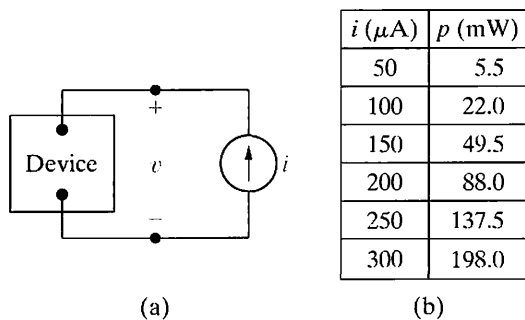 +
Device
v
i
−
(a)
i (μA) p (mW)
50 5.5
100 22.0
150 49.5
200 88.0
250 137.5
300 198.0
(b)